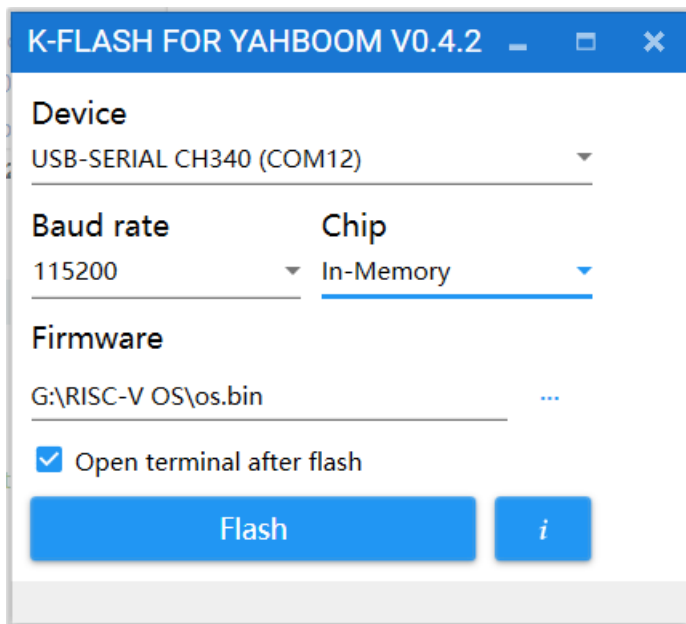 K-FLASH FOR YAHBOOM V0.4.2
Device
USB-SERIAL CH340 (COM12)
Baud rate Chip
115200 In-Memory
Firmware
G:\RISC-V OS\os.bin ...
Open terminal after flash
Flash i